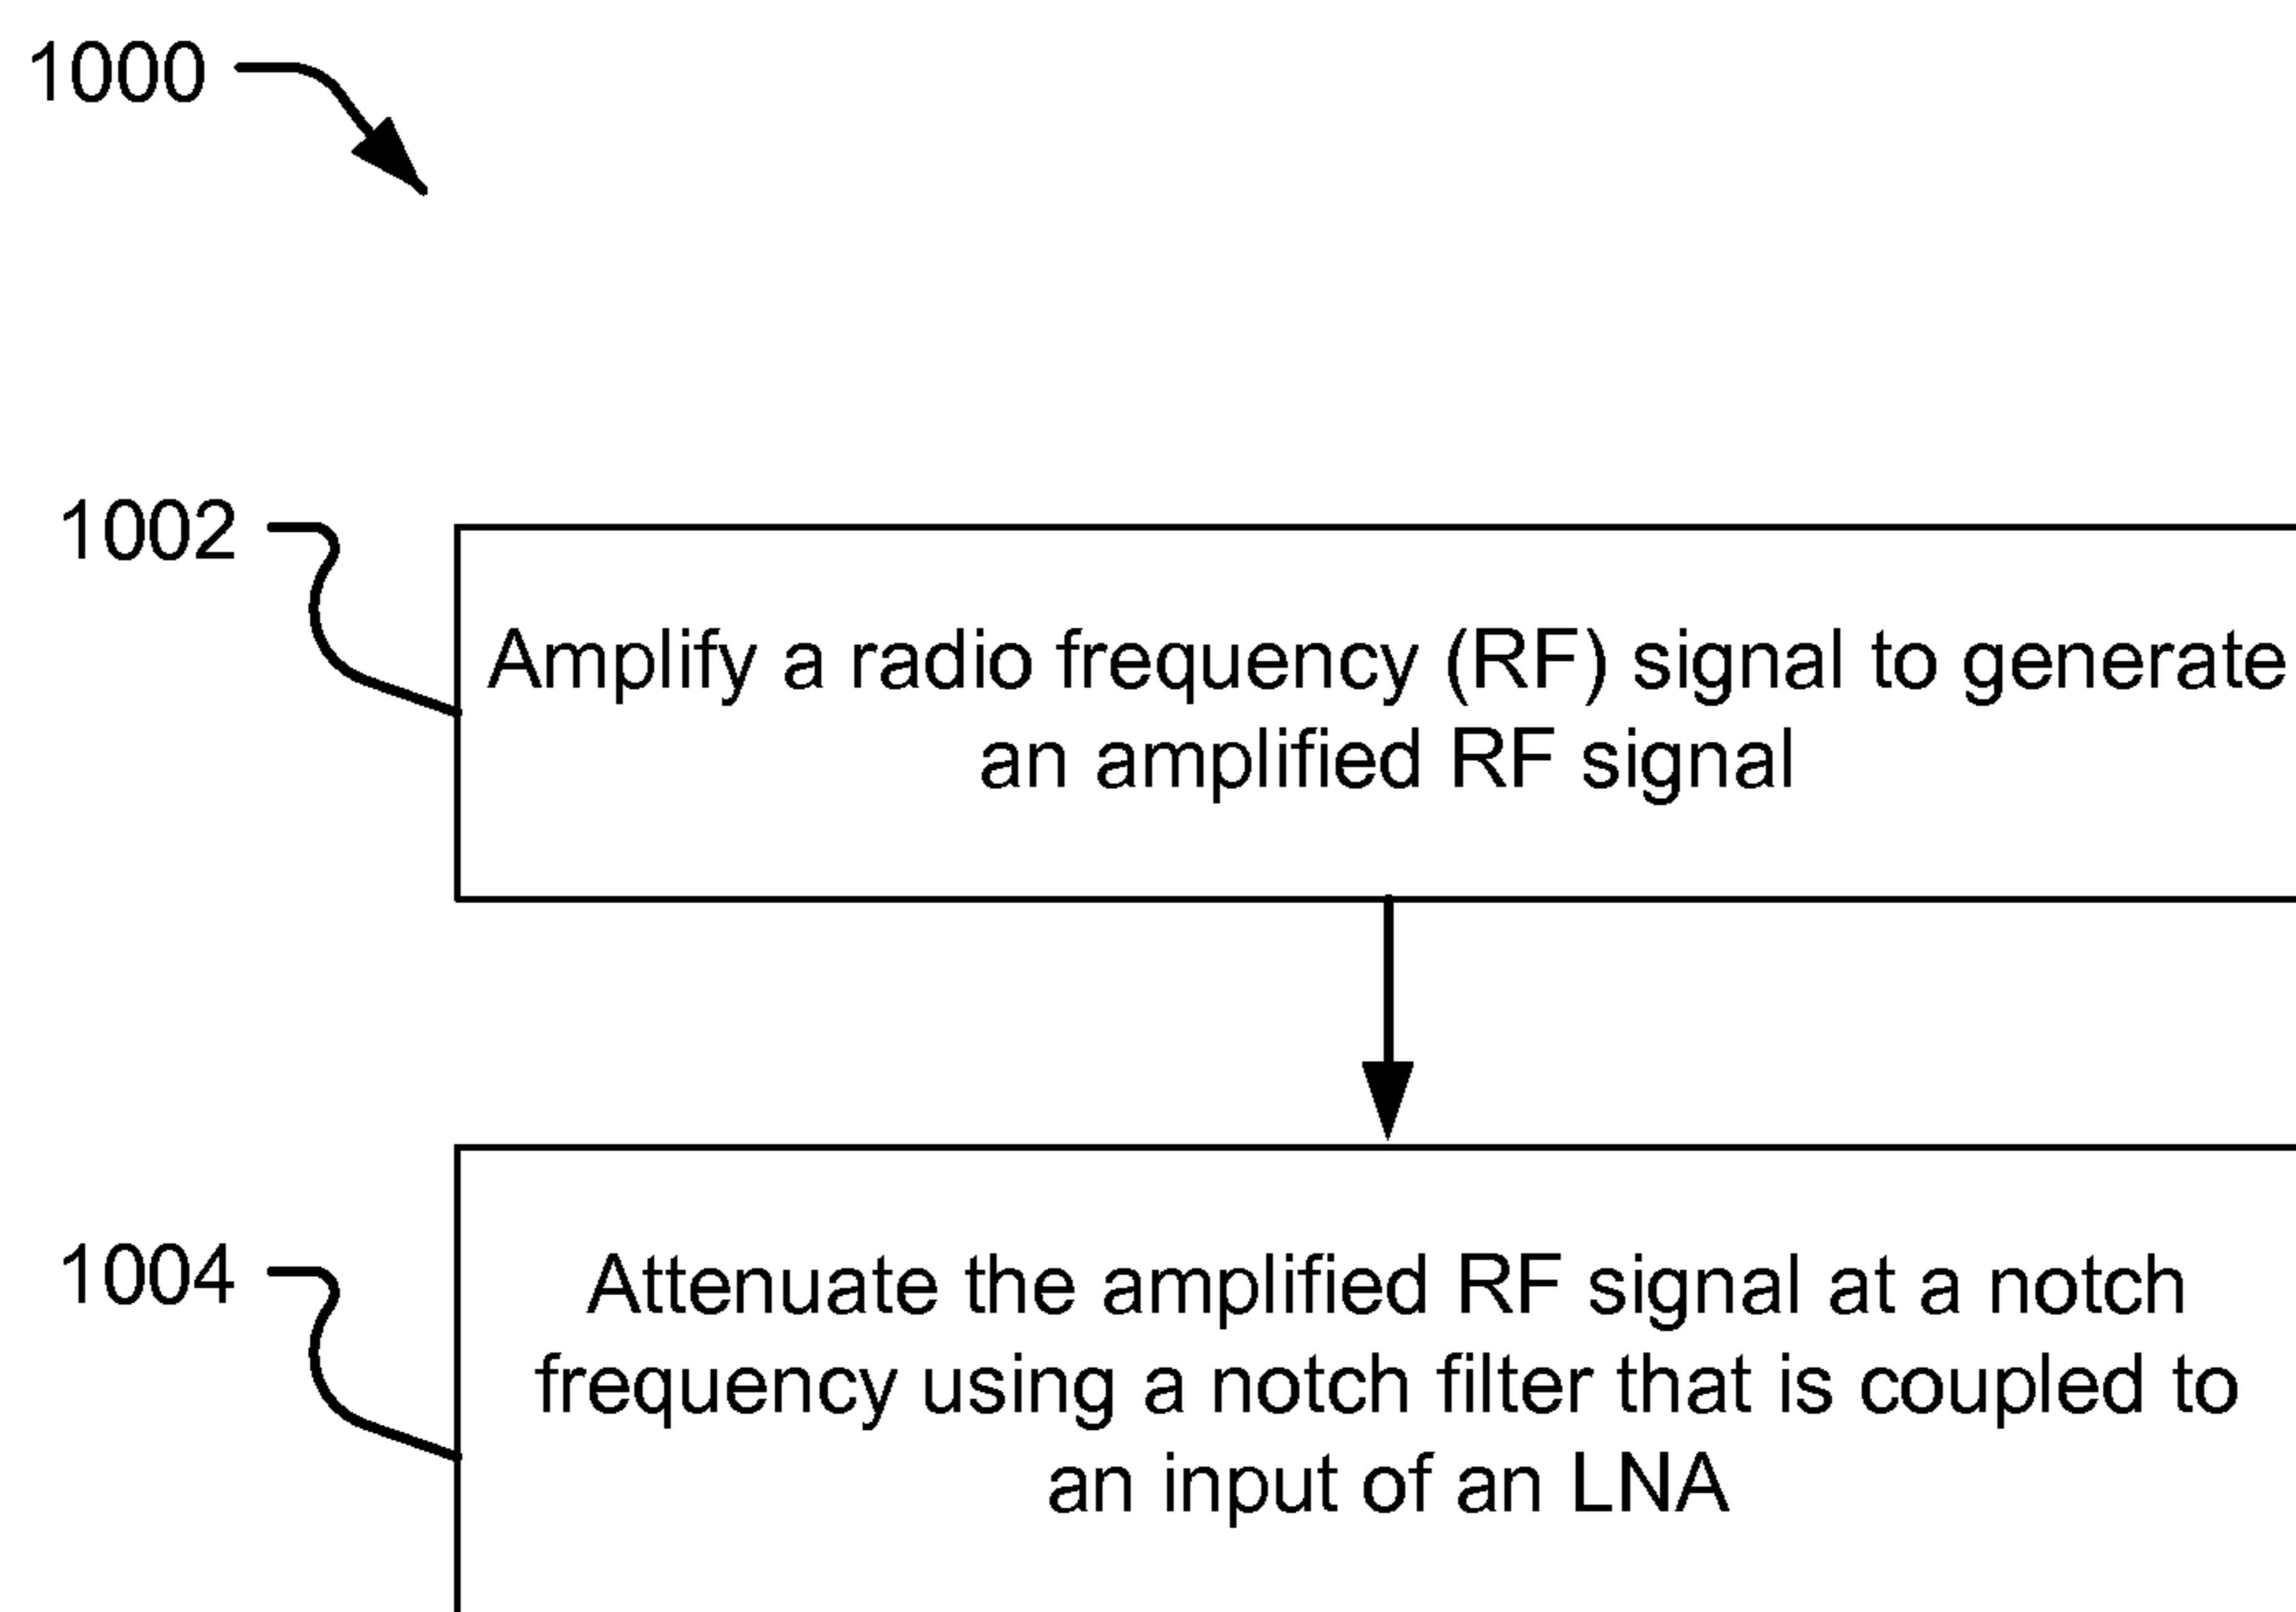 1000
1002
Amplify a radio frequency (RF) signal to generate
an amplified RF signal
1004
Attenuate the amplified RF signal at a notch
frequency using a notch filter that is coupled to
an input of an LNA